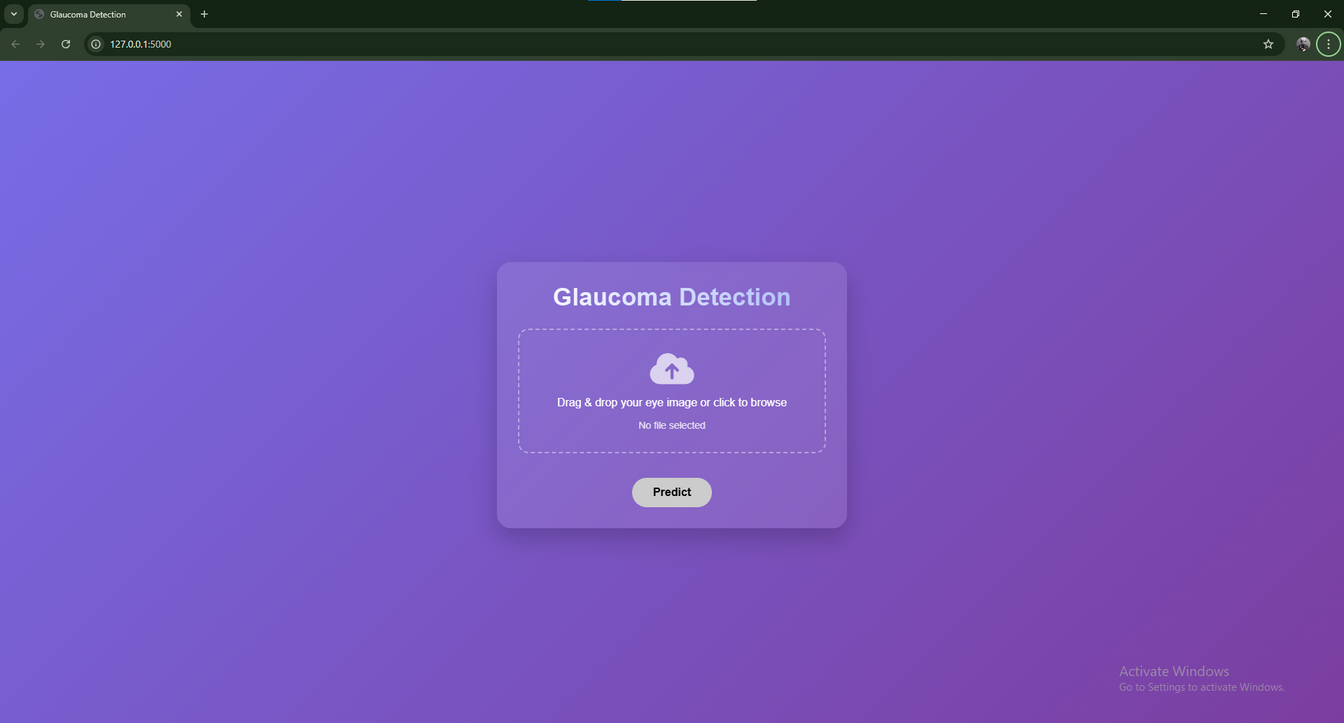 Glaucoma Detection
127.0.0.1:5000
Glaucoma Detection
Drag & drop your eye image or click to browse
No file selected
Predict
Activate Windows
Go to Settings to activate Windows.